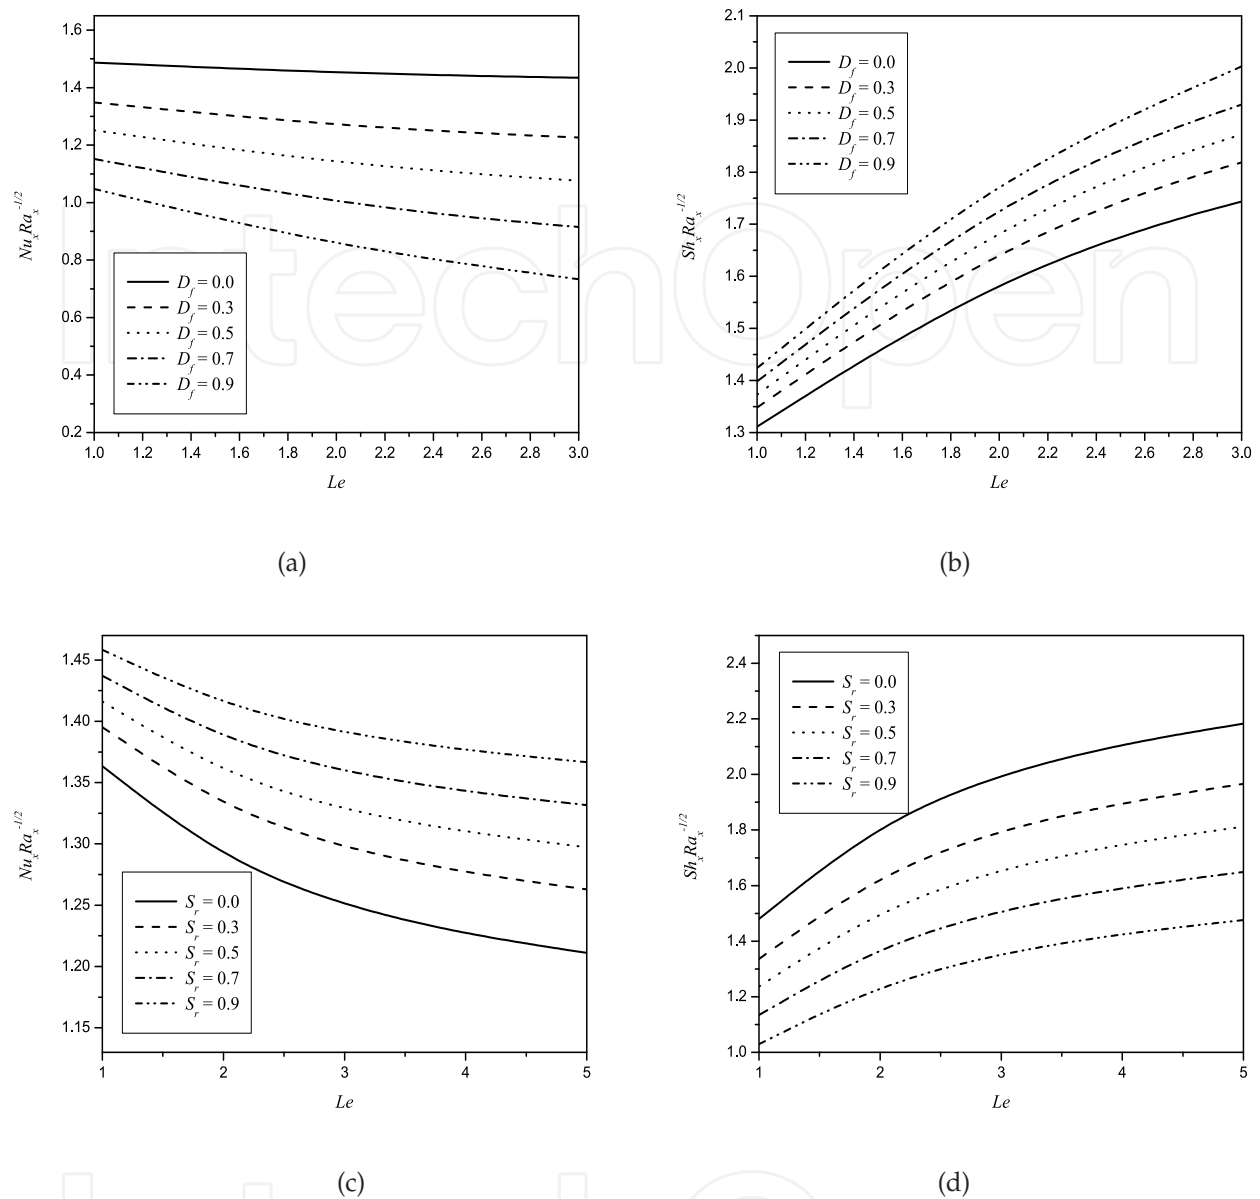 1.6
1.4
1.2
1.0
0.8
0.6
0.4
0.2
Nu_x Ra_x^{-1/2}
D_f = 0.0
D_f = 0.3
D_f = 0.5
D_f = 0.7
D_f = 0.9
1.0 1.2 1.4 1.6 1.8 2.0 2.2 2.4 2.6 2.8 3.0
Le
(a)
2.1
2.0
1.9
1.8
1.7
1.6
1.5
1.4
1.3
Sh_x Ra_x^{-1/2}
D_f = 0.0
D_f = 0.3
D_f = 0.5
D_f = 0.7
D_f = 0.9
1.0 1.2 1.4 1.6 1.8 2.0 2.2 2.4 2.6 2.8 3.0
Le
(b)
IntechOpen
1.45
1.40
1.35
1.30
1.25
1.20
1.15
Nu_x Ra_x^{-1/2}
S_r = 0.0
S_r = 0.3
S_r = 0.5
S_r = 0.7
S_r = 0.9
1 2 3 4 5
Le
(c)
2.4
2.2
2.0
1.8
1.6
1.4
1.2
1.0
Sh_x Ra_x^{-1/2}
S_r = 0.0
S_r = 0.3
S_r = 0.5
S_r = 0.7
S_r = 0.9
1 2 3 4 5
Le
(d)